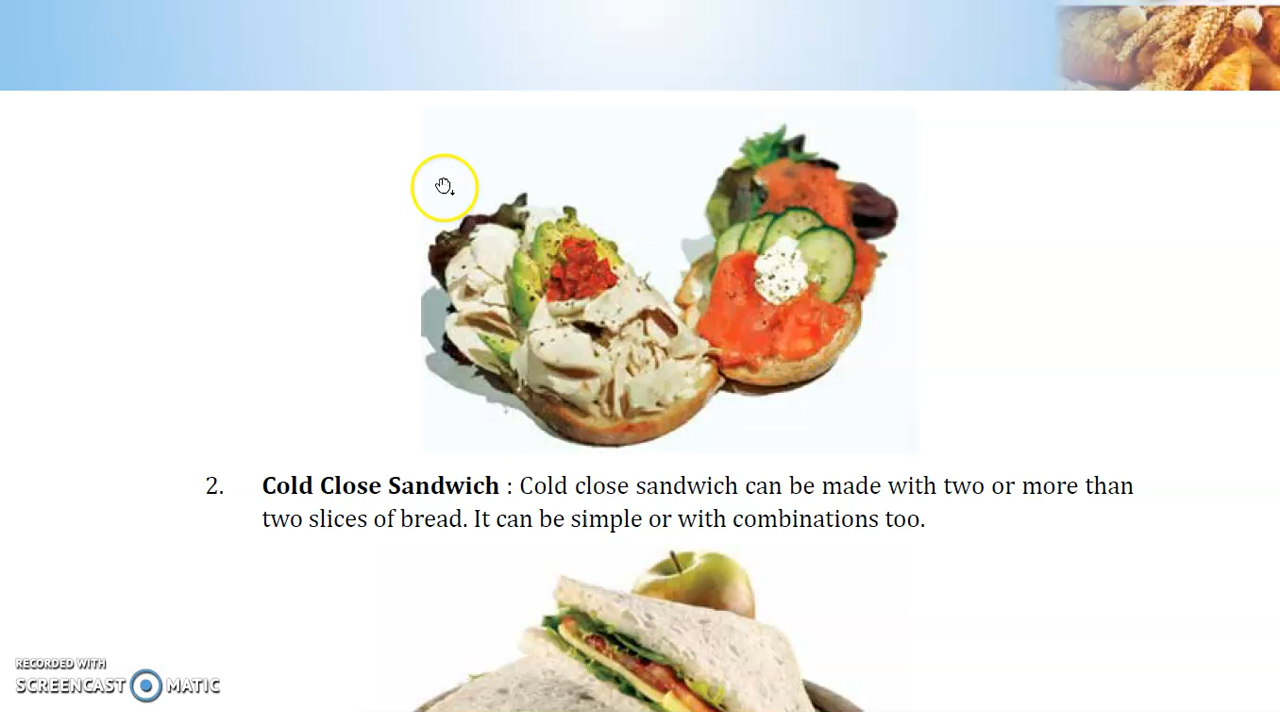 2. Cold Close Sandwich : Cold close sandwich can be made with two or more than
two slices of bread. It can be simple or with combinations too.
RECORDED WITH
SCREENCAST MATIC